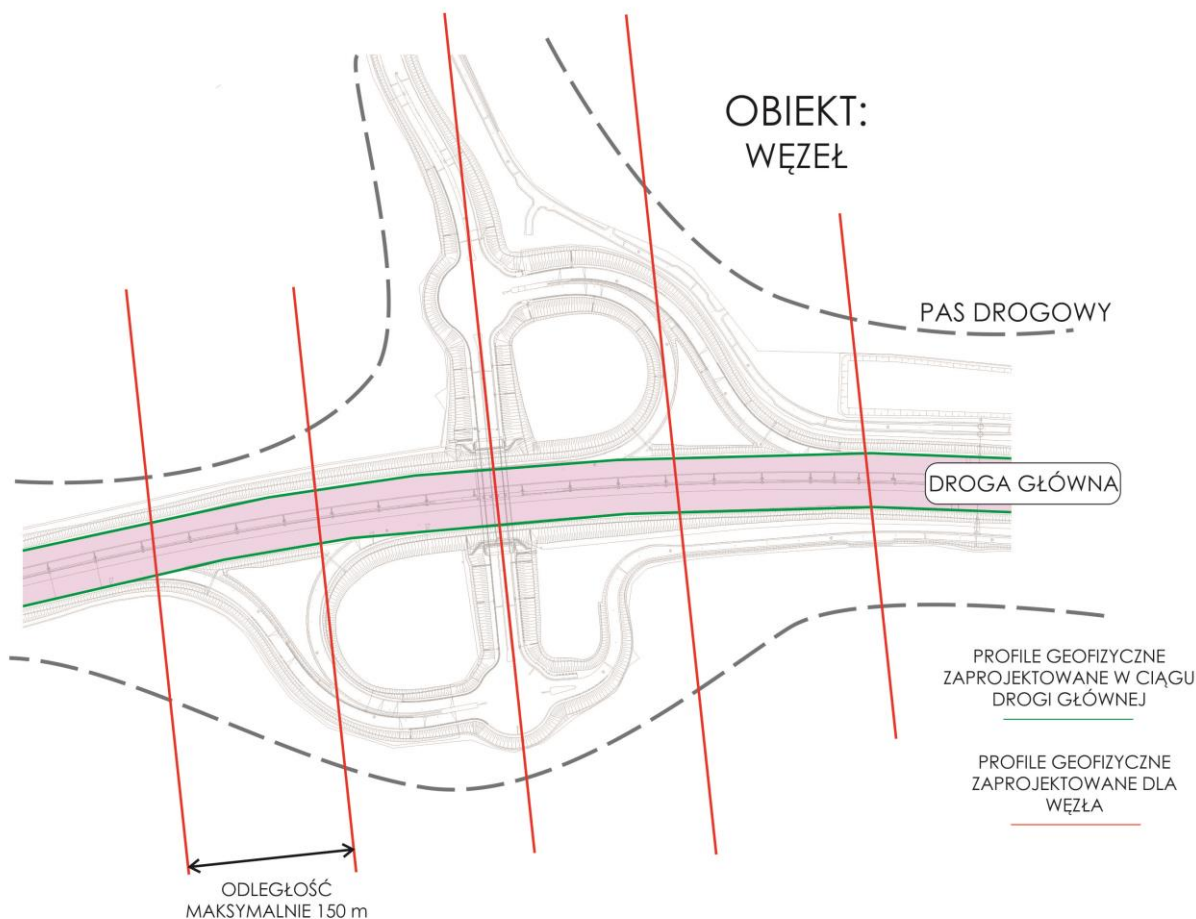 OBIEKT:
WĘZEŁ
PAS DROGOWY
DROGA GŁÓWNA
PROFILE GEOFIZYCZNE
ZAPROJEKTOWANE W CIĄGU
DROGI GŁÓWNEJ
PROFILE GEOFIZYCZNE
ZAPROJEKTOWANE DLA
WĘZŁA
ODLEGŁOŚĆ
MAKSYMALNIE 150 m